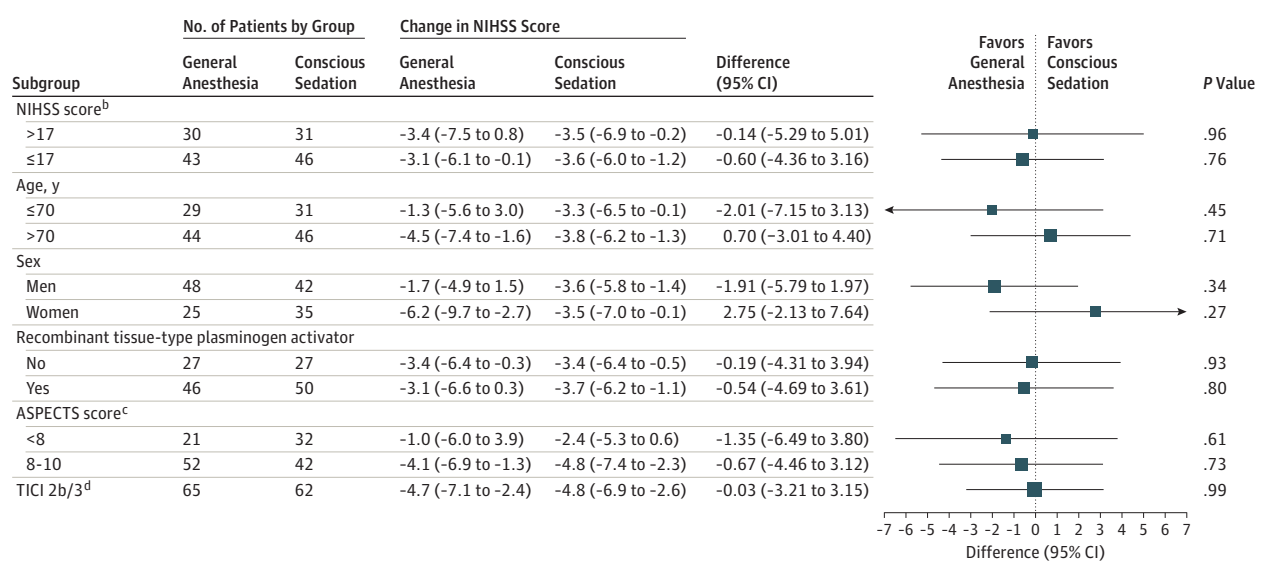 No. of Patients by Group Change in NIHSS Score
Favors General Anesthesia Favors Conscious Sedation
Subgroup General Anesthesia Conscious Sedation General Anesthesia Conscious Sedation Difference (95% CI) P Value
NIHSS scoreb
>17 30 31 -3.4 (-7.5 to 0.8) -3.5 (-6.9 to -0.2) -0.14 (-5.29 to 5.01) .96
≤17 43 46 -3.1 (-6.1 to -0.1) -3.6 (-6.0 to -1.2) -0.60 (-4.36 to 3.16) .76
Age, y
≤70 29 31 -1.3 (-5.6 to 3.0) -3.3 (-6.5 to -0.1) -2.01 (-7.15 to 3.13) .45
>70 44 46 -4.5 (-7.4 to -1.6) -3.8 (-6.2 to -1.3) 0.70 (−3.01 to 4.40) .71
Sex
Men 48 42 -1.7 (-4.9 to 1.5) -3.6 (-5.8 to -1.4) -1.91 (-5.79 to 1.97) .34
Women 25 35 -6.2 (-9.7 to -2.7) -3.5 (-7.0 to -0.1) 2.75 (-2.13 to 7.64) .27
Recombinant tissue-type plasminogen activator
No 27 27 -3.4 (-6.4 to -0.3) -3.4 (-6.4 to -0.5) -0.19 (-4.31 to 3.94) .93
Yes 46 50 -3.1 (-6.6 to 0.3) -3.7 (-6.2 to -1.1) -0.54 (-4.69 to 3.61) .80
ASPECTS scorec
<8 21 32 -1.0 (-6.0 to 3.9) -2.4 (-5.3 to 0.6) -1.35 (-6.49 to 3.80) .61
8-10 52 42 -4.1 (-6.9 to -1.3) -4.8 (-7.4 to -2.3) -0.67 (-4.46 to 3.12) .73
TICI 2b/3d 65 62 -4.7 (-7.1 to -2.4) -4.8 (-6.9 to -2.6) -0.03 (-3.21 to 3.15) .99
-7 -6 -5 -4 -3 -2 -1 0 1 2 3 4 5 6 7
Difference (95% CI)